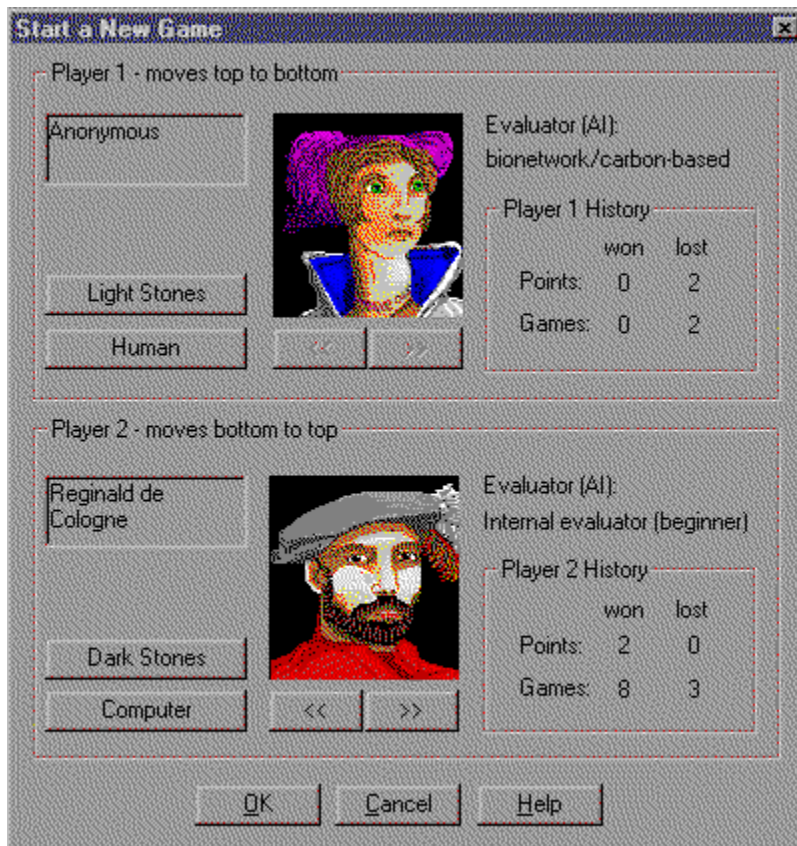 Start a New Game
Player 1 - moves top to bottom
Anonymous
Evaluator (AI):
bionetwork/carbon-based
Player 1 History
won lost
Points: 0 2
Games: 0 2
Light Stones
Human
<< >>
Player 2 - moves bottom to top
Reginald de
Cologne
Evaluator (AI):
Internal evaluator (beginner)
Player 2 History
won lost
Points: 2 0
Games: 8 3
Dark Stones
Computer
<< >>
OK Cancel Help